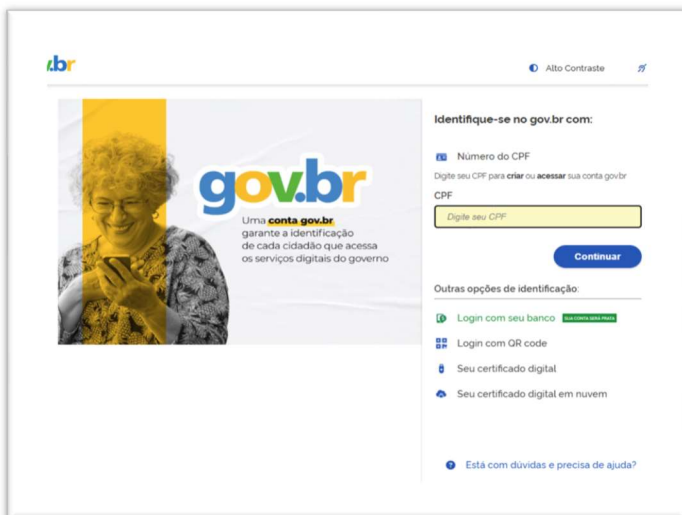 .br
Alto Contraste
gov.br
Uma conta gov.br
garante a identificação
de cada cidadão que acessa
os serviços digitais do governo
Identifique-se no gov.br com:
Número do CPF
Digite seu CPF para criar ou acessar sua conta gov.br
CPF
Digite seu CPF
Continuar
Outras opções de identificação:
Login com seu banco SUA CONTA SERÁ PRATA
Login com QR code
Seu certificado digital
Seu certificado digital em nuvem
Está com dúvidas e precisa de ajuda?